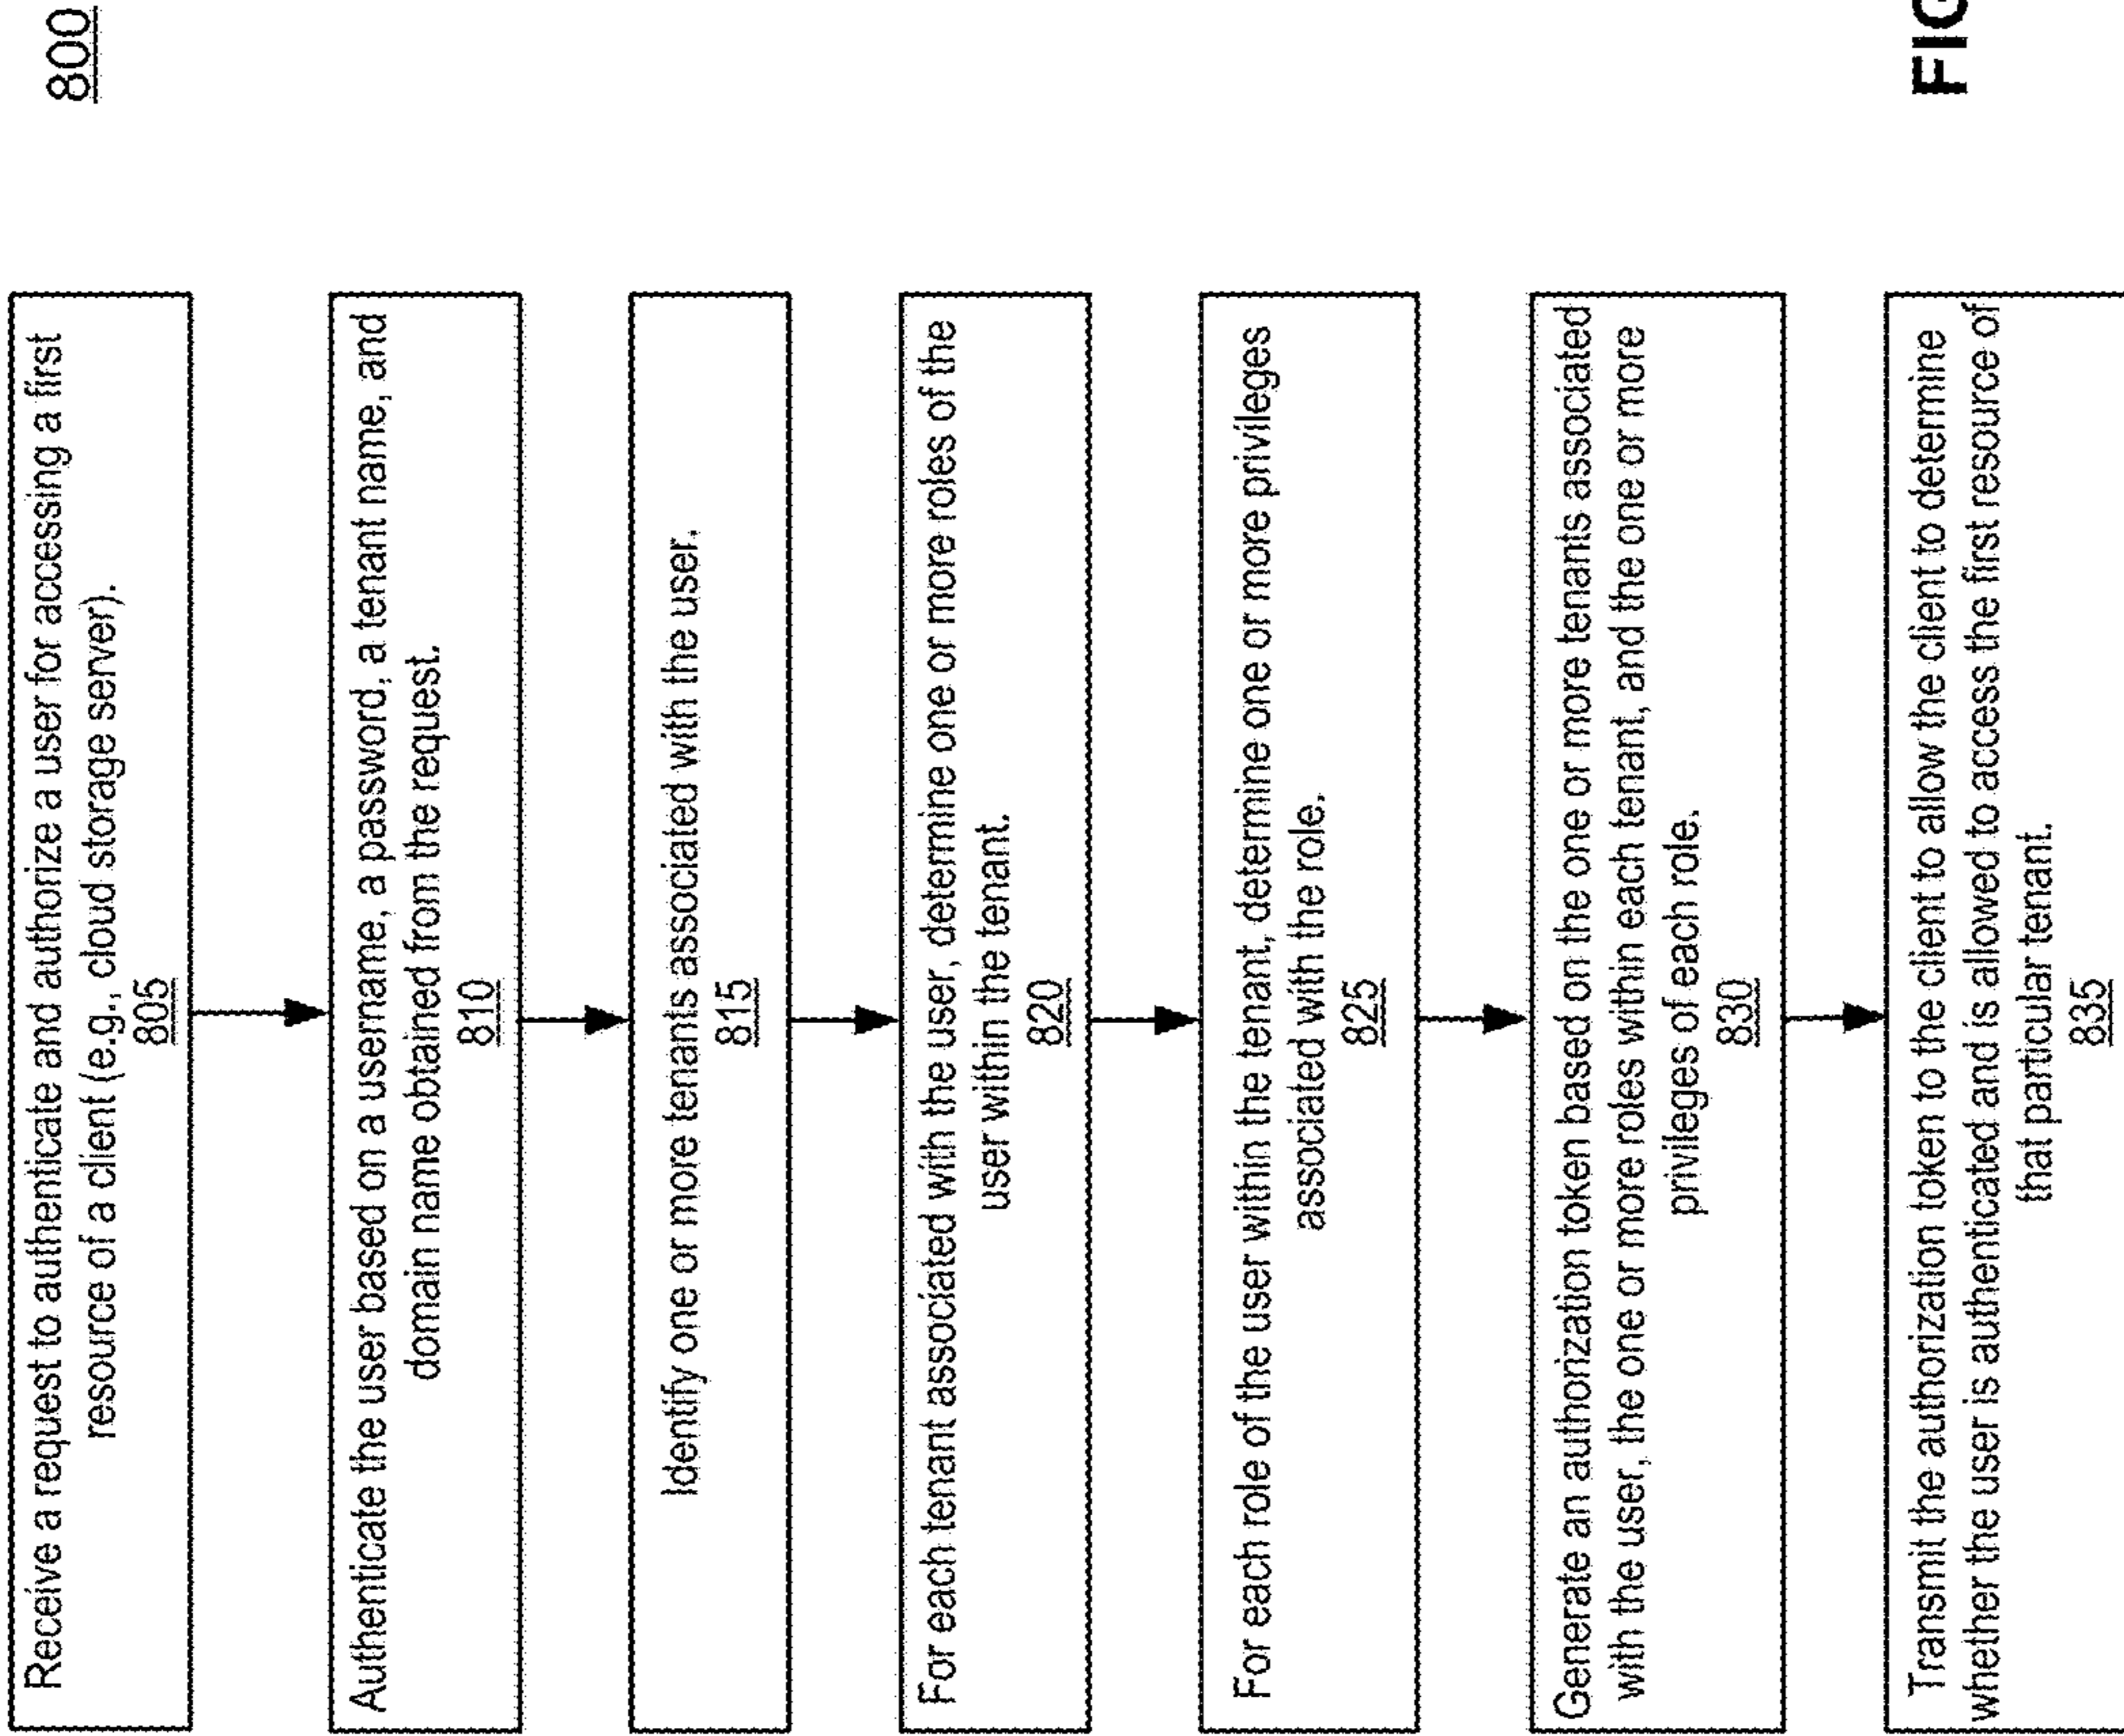 800
Receive a request to authenticate and authorize a user for accessing a first
resource of a client (e.g., cloud storage server).
805
Authenticate the user based on a username, a password, a tenant name, and
domain name obtained from the request.
810
Identify one or more tenants associated with the user.
815
For each tenant associated with the user, determine one or more roles of the
user within the tenant.
820
For each role of the user within the tenant, determine one or more privileges
associated with the role.
825
Generate an authorization token based on the one or more tenants associated
with the user, the one or more roles within each tenant, and the one or more
privileges of each role.
830
Transmit the authorization token to the client to allow the client to determine
whether the user is authenticated and is allowed to access the first resource of
that particular tenant.
835
FIG